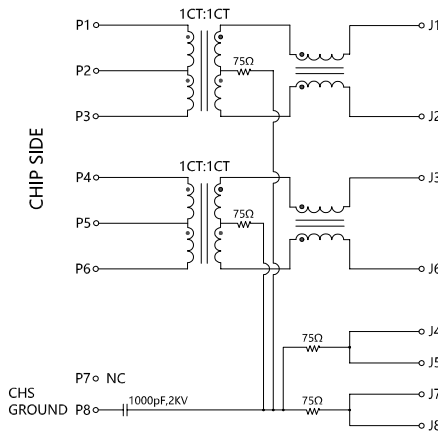 1CT:1CT
P1
J1
75Ω
P2
P3
J2
CHIP SIDE
1CT:1CT
P4
J3
75Ω
P5
P6
J6
75Ω
J4
J5
P7 NC
CHS
GROUND P8
1000pF,2KV
75Ω
J7
J8